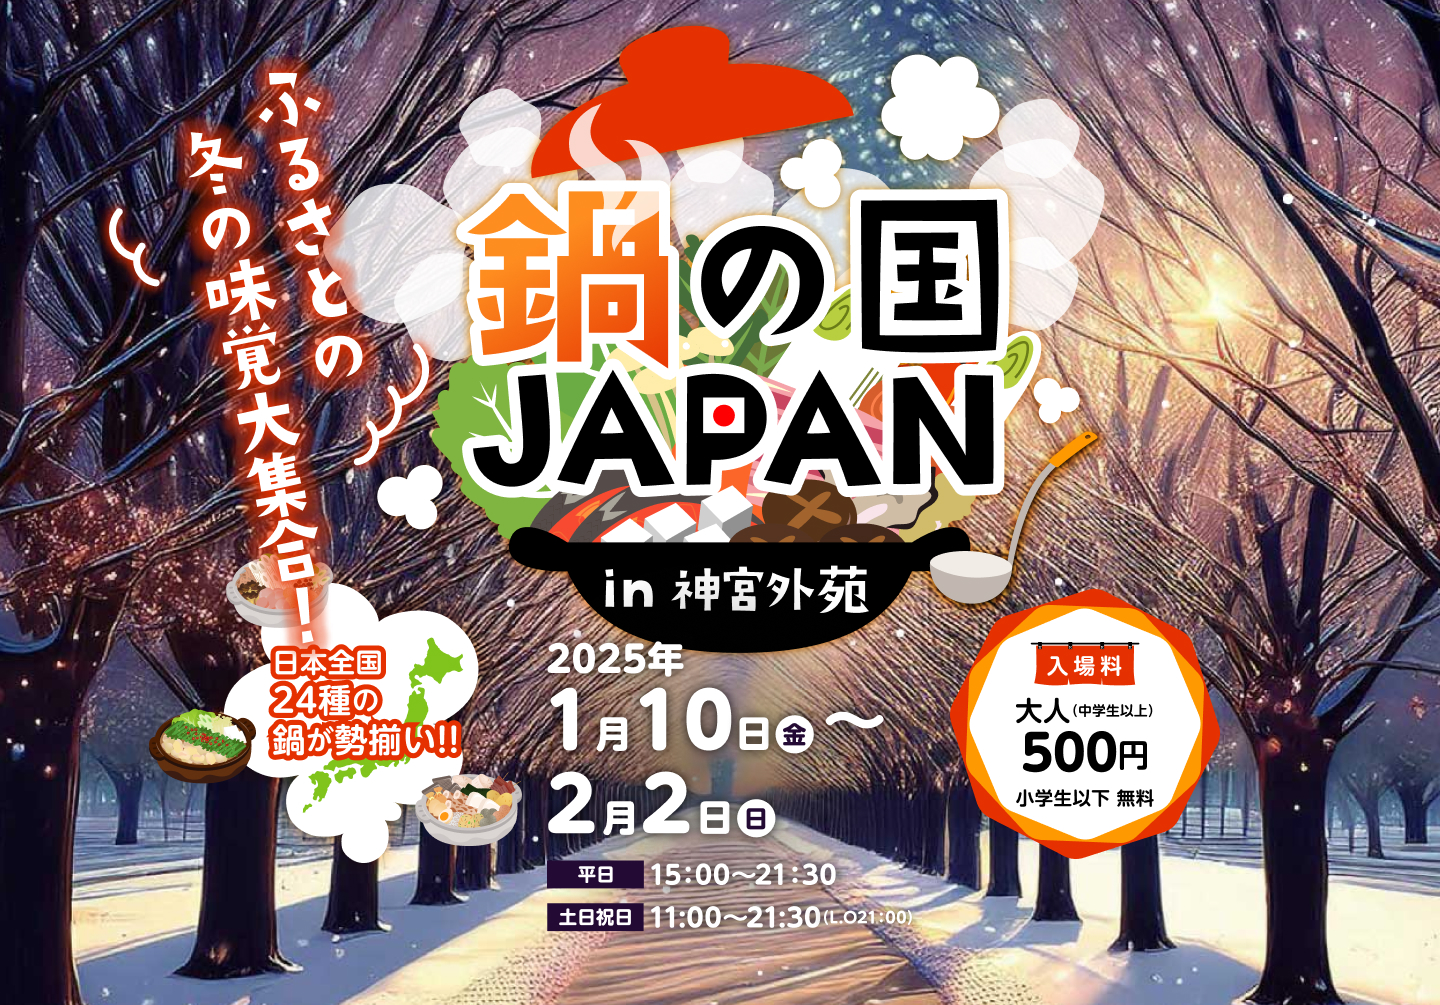 ふるさとの
冬の味覚大集合！
鍋の国
JAPAN
in 神宮外苑
日本全国
24種の
鍋が勢揃い!!
2025年
1月10日金〜
2月2日日
平日 15:00〜21:30
土日祝日 11:00〜21:30(L.O21:00)
入場料
大人(中学生以上)
500円
小学生以下 無料